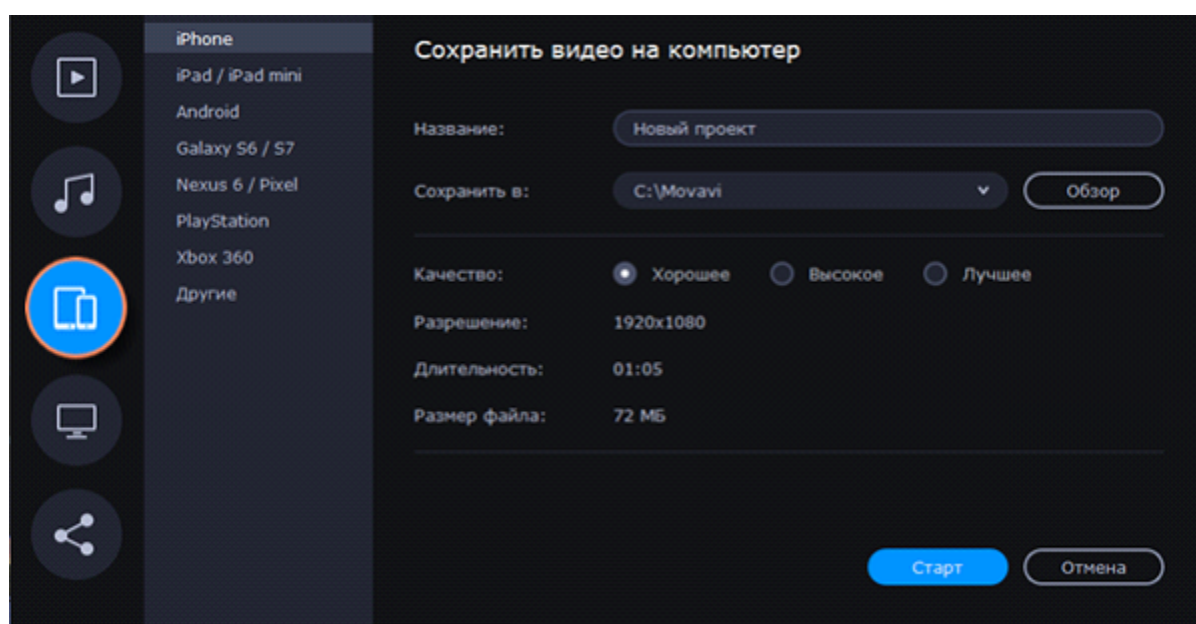 iPhone
iPad / iPad mini
Android
Galaxy S6 / S7
Nexus 6 / Pixel
PlayStation
Xbox 360
Другие
Сохранить видео на компьютер
Название: Новый проект
Сохранить в: C:\Movavi Обзор
Качество: Хорошее Высокое Лучшее
Разрешение: 1920x1080
Длительность: 01:05
Размер файла: 72 МБ
Старт Отмена